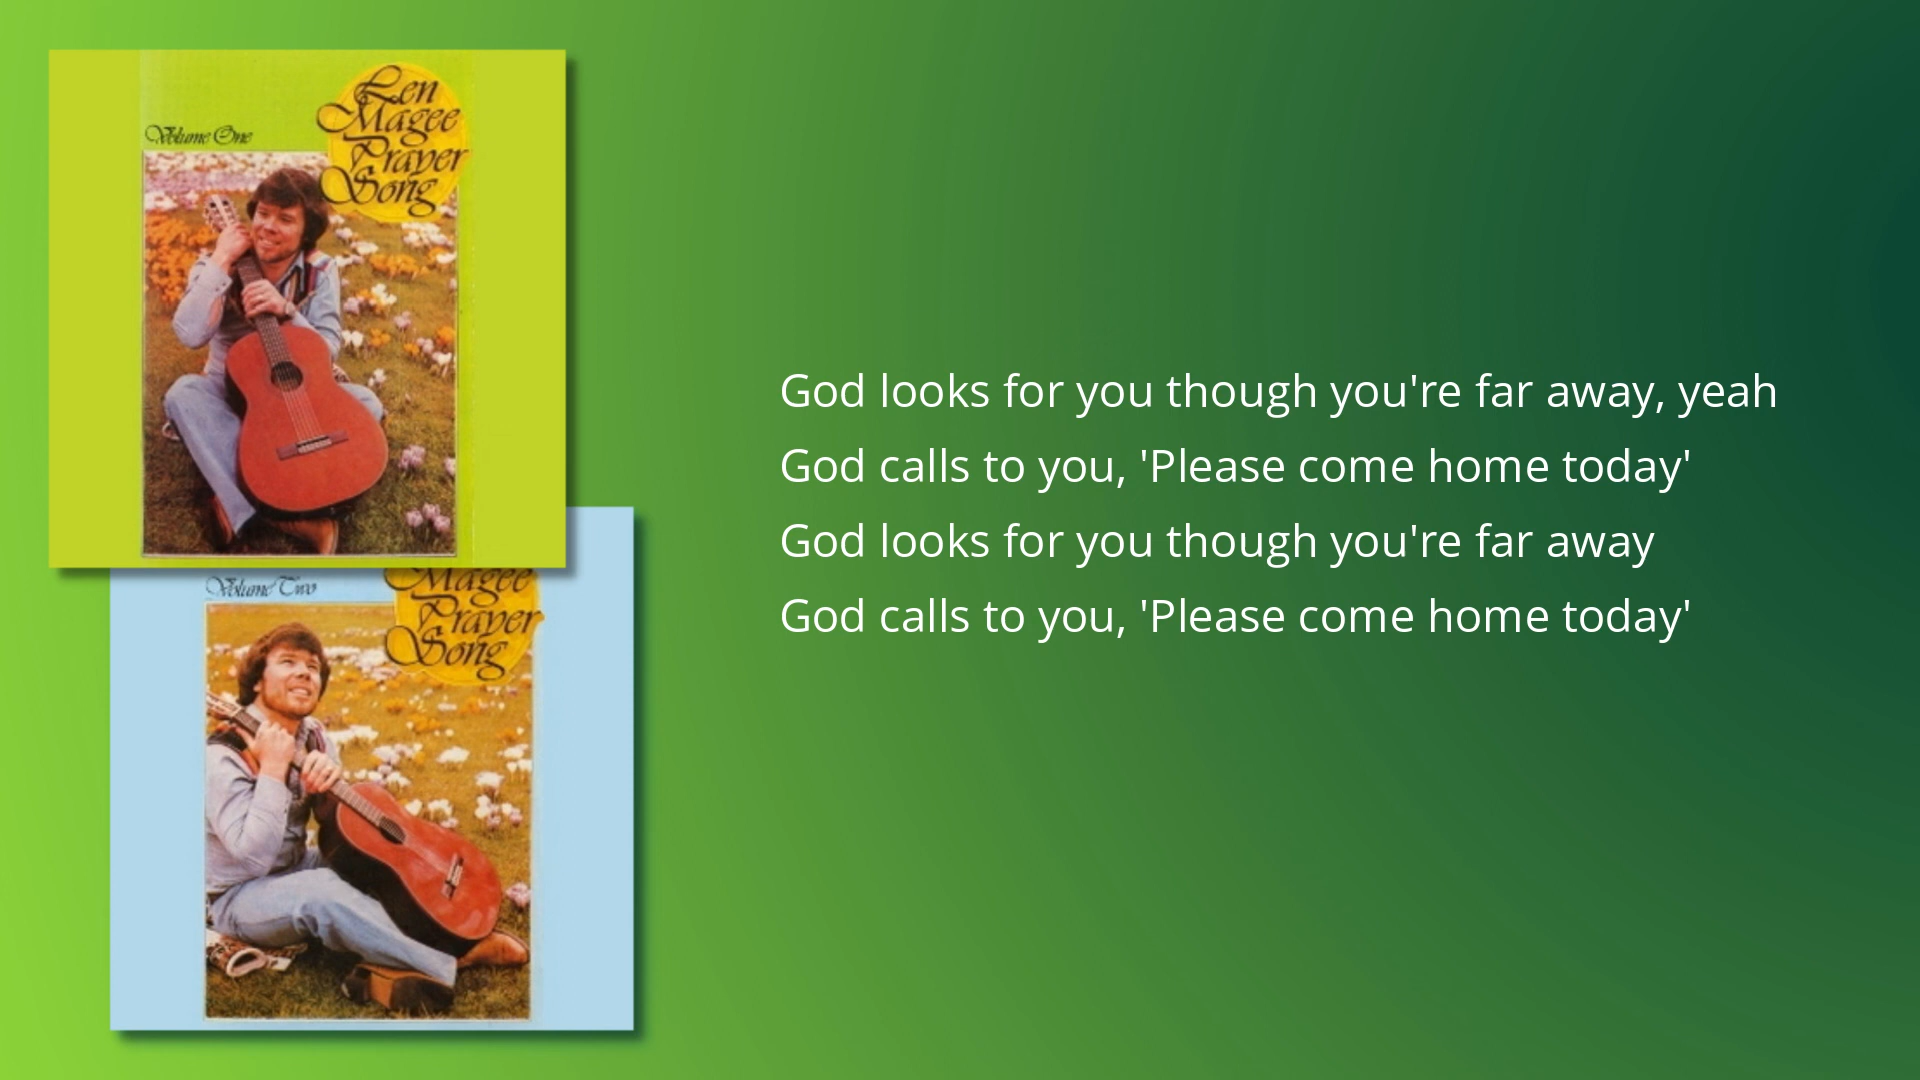 Len
Magee
Prayer
Song
Volume One
Volume Two
Magee
Prayer
Song
God looks for you though you're far away, yeah
God calls to you, 'Please come home today'
God looks for you though you're far away
God calls to you, 'Please come home today'